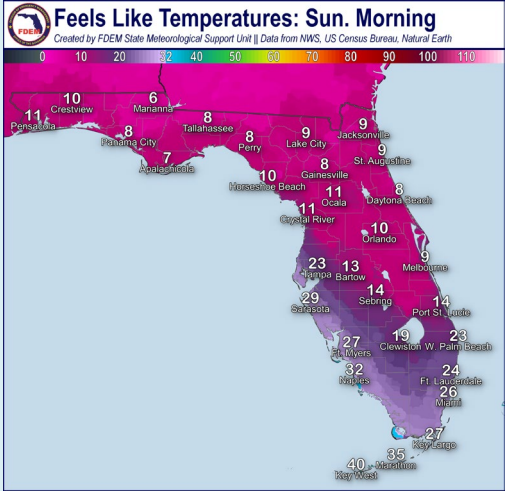 FDEM
Feels Like Temperatures: Sun. Morning
Created by FDEM State Meteorological Support Unit || Data from NWS, US Census Bureau, Natural Earth
0 10 20 32 40 50 60 70 80 90 100 110
10
Crestview
6
Marianna
11
Pensacola
8
Panama City
8
Tallahassee
7
Apalachicola
8
Perry
9
Lake City
9
Jacksonville
9
St. Augustine
8
Gainesville
10
Horseshoe Beach
11
Ocala
8
Daytona Beach
11
Crystal River
10
Orlando
9
Melbourne
23
Tampa
13
Bartow
14
Sebring
14
Port St. Lucie
29
Sarasota
27
Ft. Myers
19
Clewiston
23
W. Palm Beach
32
Naples
24
Ft. Lauderdale
26
Miami
27
Key Largo
35
Marathon
40
Key West